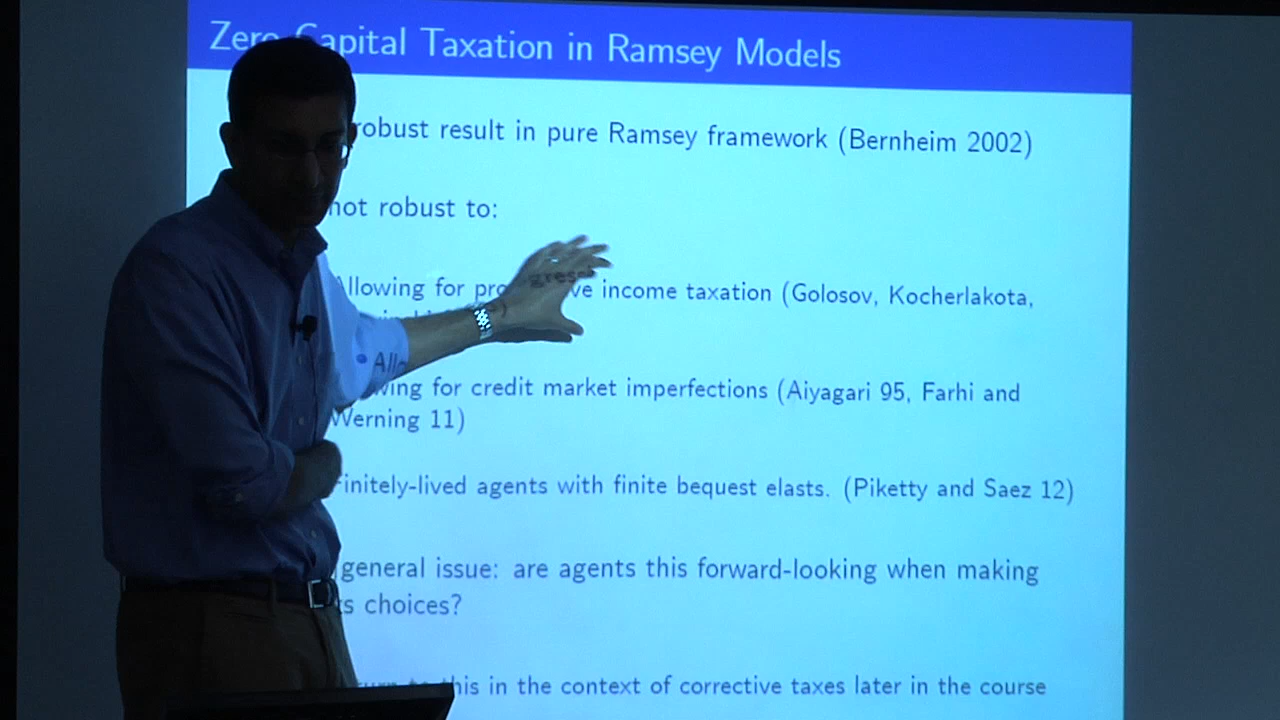 Zero Capital Taxation in Ramsey Models
robust result in pure Ramsey framework (Bernheim 2002)
not robust to:
Allowing for progressive income taxation (Golosov, Kocherlakota,
Allowing for credit market imperfections (Aiyagari 95, Farhi and
Werning 11)
Finitely-lived agents with finite bequest elasts. (Piketty and Saez 12)
general issue: are agents this forward-looking when making
choices?
this in the context of corrective taxes later in the course